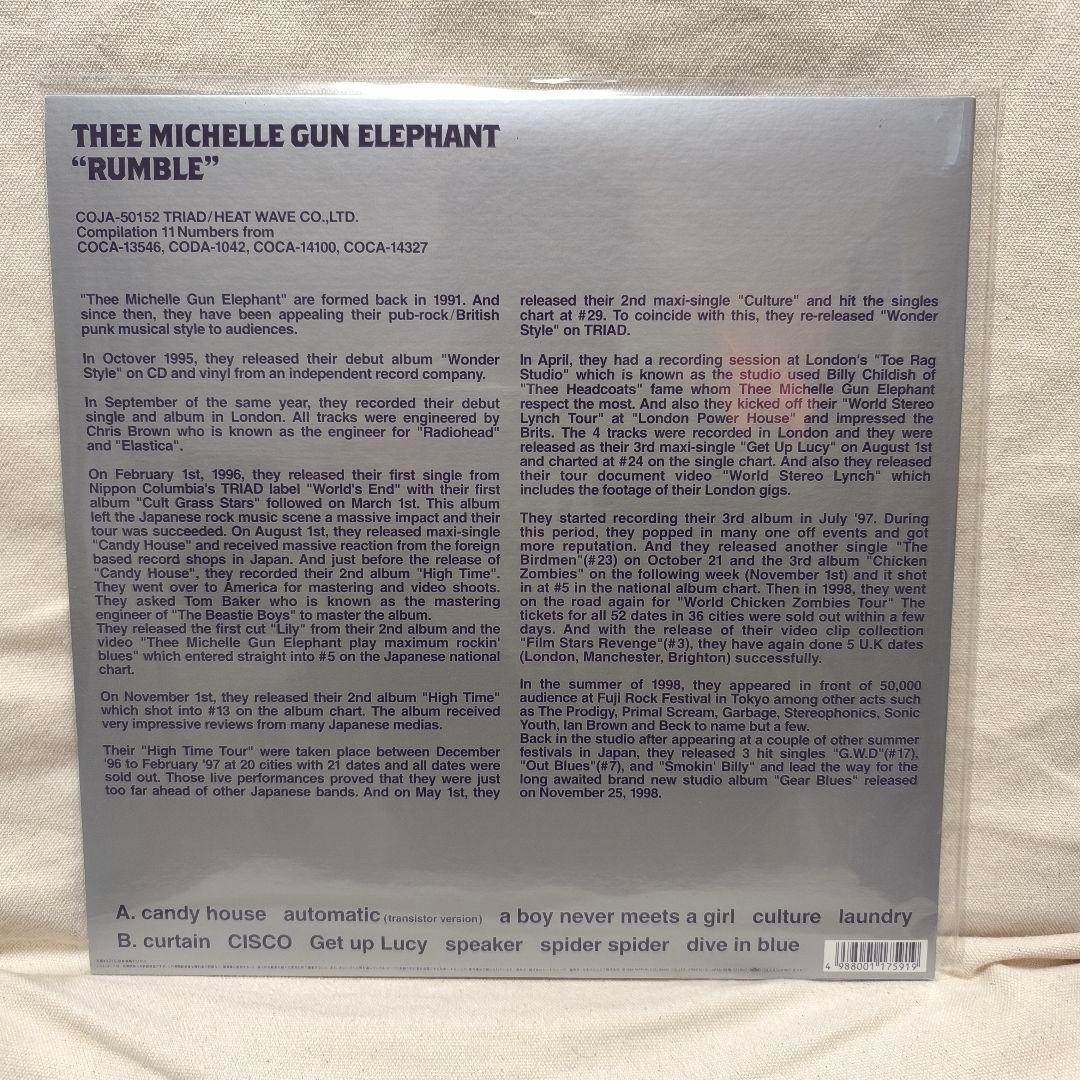 THEE MICHELLE GUN ELEPHANT
“RUMBLE”
COJA-50152 TRIAD/HEAT WAVE CO.,LTD.
Compilation 11 Numbers from
COCA-13546, CODA-1042, COCA-14100, COCA-14327
"Thee Michelle Gun Elephant" are formed back in 1991. And
since then, they have been appealing their pub-rock/British
punk musical style to audiences.
In Octover 1995, they released their debut album "Wonder
Style" on CD and vinyl from an independent record company.
In September of the same year, they recorded their debut
single and album in London. All tracks were engineered by
Chris Brown who is known as the engineer for "Radiohead"
and "Elastica".
On February 1st, 1996, they released their first single from
Nippon Columbia's TRIAD label "World's End" with their first
album "Cult Grass Stars" followed on March 1st. This album
left the Japanese rock music scene a massive impact and their
tour was succeeded. On August 1st, they released maxi-single
"Candy House" and received massive reaction from the foreign
based record shops in Japan. And just before the release of
"Candy House", they recorded their 2nd album "High Time".
They went over to America for mastering and video shoots.
They asked Tom Baker who is known as the mastering
engineer of "The Beastie Boys" to master the album.
They released the first cut "Lily" from their 2nd album and the
video "Thee Michelle Gun Elephant play maximum rockin'
blues" which entered straight into #5 on the Japanese national
chart.
On November 1st, they released their 2nd album "High Time"
which shot into #13 on the album chart. The album received
very impressive reviews from many Japanese medias.
Their "High Time Tour" were taken place between December
'96 to February '97 at 20 cities with 21 dates and all dates were
sold out. Those live performances proved that they were just
too far ahead of other Japanese bands. And on May 1st, they
released their 2nd maxi-single "Culture" and hit the singles
chart at #29. To coincide with this, they re-released "Wonder
Style" on TRIAD.
In April, they had a recording session at London's "Toe Rag
Studio" which is known as the studio used Billy Childish of
"Thee Headcoats" fame whom Thee Michelle Gun Elephant
respect the most. And also they kicked off their "World Stereo
Lynch Tour" at "London Power House" and impressed the
Brits. The 4 tracks were recorded in London and they were
released as their 3rd maxi-single "Get Up Lucy" on August 1st
and charted at #24 on the single chart. And also they released
their tour document video "World Stereo Lynch" which
includes the footage of their London gigs.
They started recording their 3rd album in July '97. During
this period, they popped in many one off events and got
more reputation. And they released another single "The
Birdmen"(#23) on October 21 and the 3rd album "Chicken
Zombies" on the following week (November 1st) and it shot
in at #5 in the national album chart. Then in 1998, they went
on the road again for "World Chicken Zombies Tour" The
tickets for all 52 dates in 36 cities were sold out within a few
days. And with the release of their video clip collection
"Film Stars Revenge"(#3), they have again done 5 U.K dates
(London, Manchester, Brighton) successfully.
In the summer of 1998, they appeared in front of 50,000
audience at Fuji Rock Festival in Tokyo among other acts such
as The Prodigy, Primal Scream, Garbage, Stereophonics, Sonic
Youth, Ian Brown and Beck to name but a few.
Back in the studio after appearing at a couple of other summer
festivals in Japan, they released 3 hit singles "G.W.D"(#17),
"Out Blues"(#7), and "Smokin' Billy" and lead the way for the
long awaited brand new studio album "Gear Blues" released
on November 25, 1998.
A. candy house automatic (transistor version) a boy never meets a girl culture laundry
B. curtain CISCO Get up Lucy speaker spider spider dive in blue
4 988001 175919